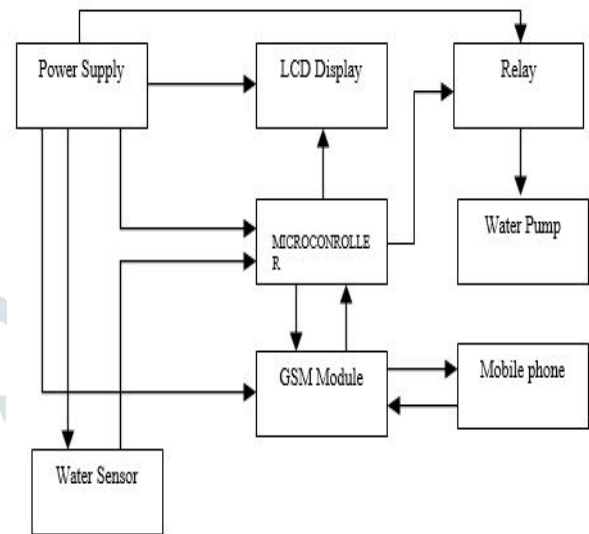 Power Supply
LCD Display
Relay
MICROCONROLLE
R
Water Pump
GSM Module
Mobile phone
Water Sensor